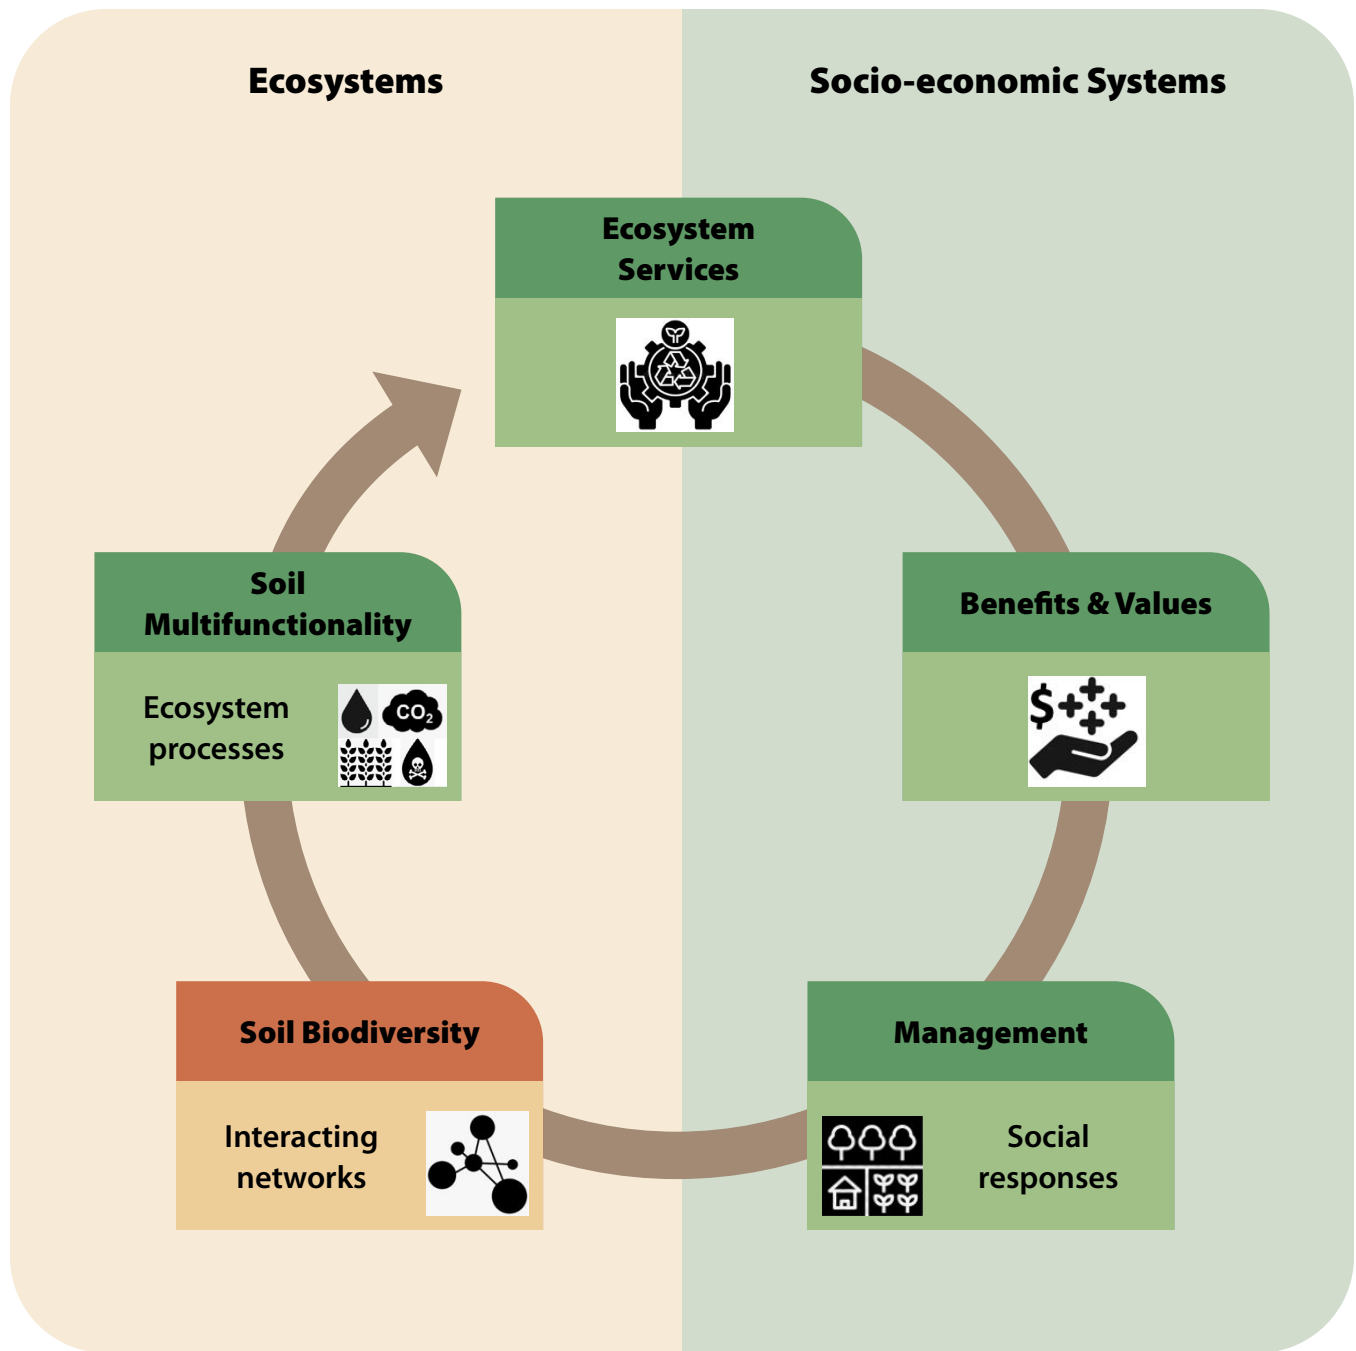 Ecosystems
Socio-economic Systems
Ecosystem
Services
Soil
Multifunctionality
Ecosystem
processes
CO₂
Benefits & Values
$
Soil Biodiversity
Interacting
networks
Management
Social
responses